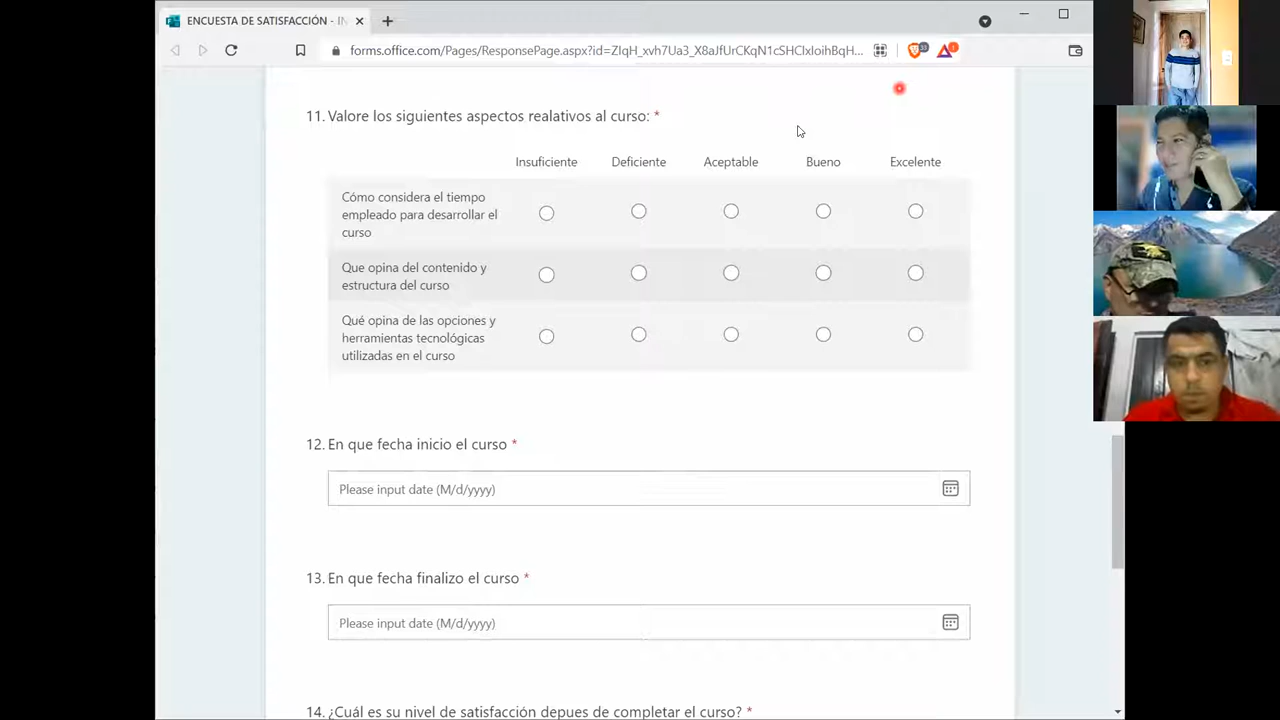 ENCUESTA DE SATISFACCIÓN - IN
forms.office.com/Pages/ResponsePage.aspx?id=ZIqH_xvh7Ua3_X8aJfUrCKqN1cSHClxIoihBqH...
33
1
11. Valore los siguientes aspectos realativos al curso: *
Insuficiente Deficiente Aceptable Bueno Excelente
Cómo considera el tiempo
empleado para desarrollar el
curso
Que opina del contenido y
estructura del curso
Qué opina de las opciones y
herramientas tecnológicas
utilizadas en el curso
12. En que fecha inicio el curso *
Please input date (M/d/yyyy)
13. En que fecha finalizo el curso *
Please input date (M/d/yyyy)
14. ¿Cuál es su nivel de satisfacción depues de completar el curso? *